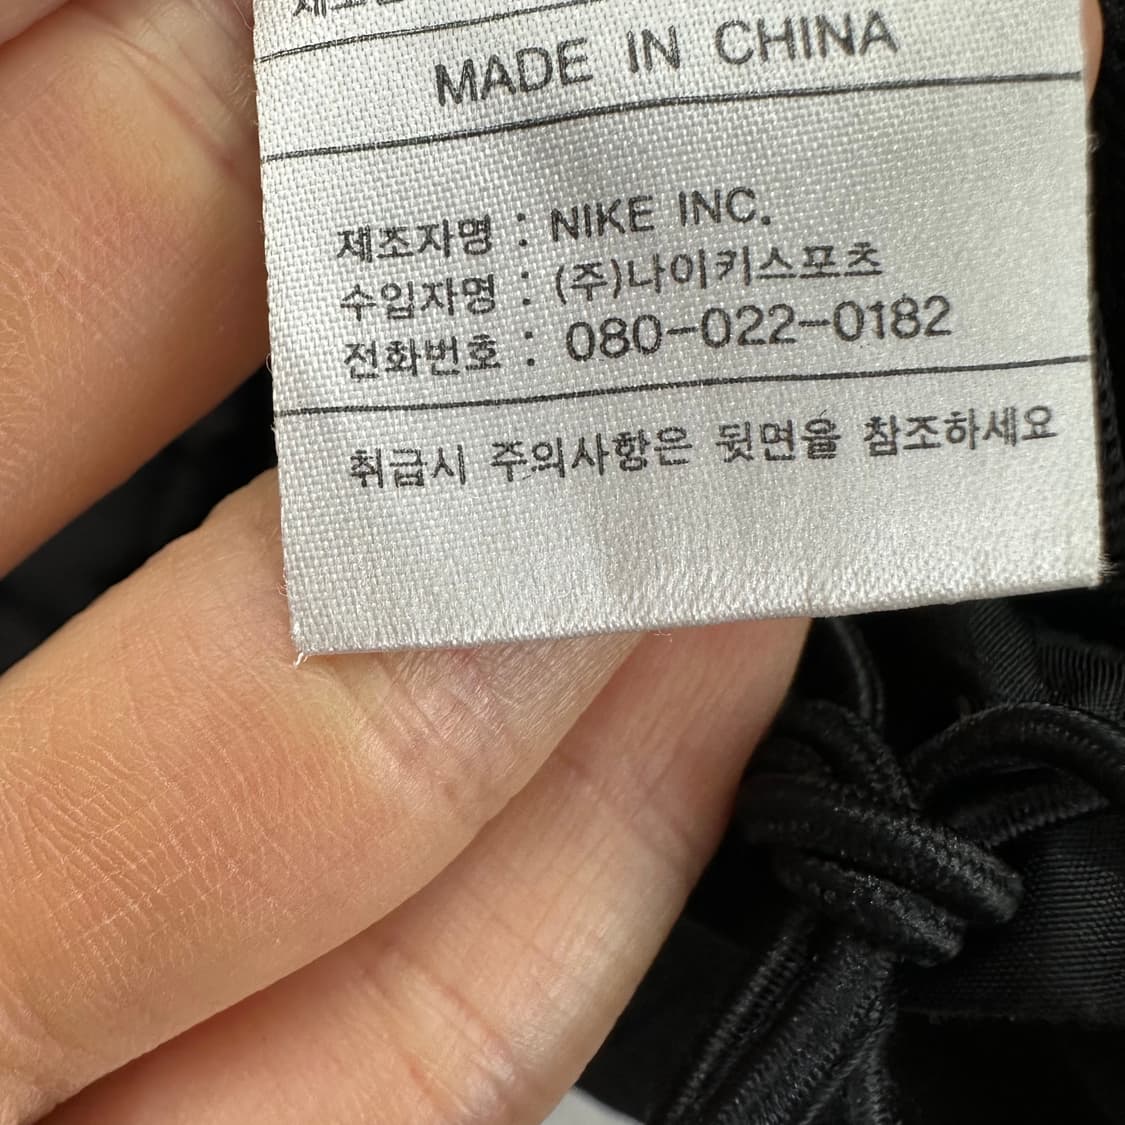 MADE IN CHINA
제조자명 : NIKE INC.
수입자명 : (주)나이키스포츠
전화번호 : 080-022-0182
취급시 주의사항은 뒷면을 참조하세요